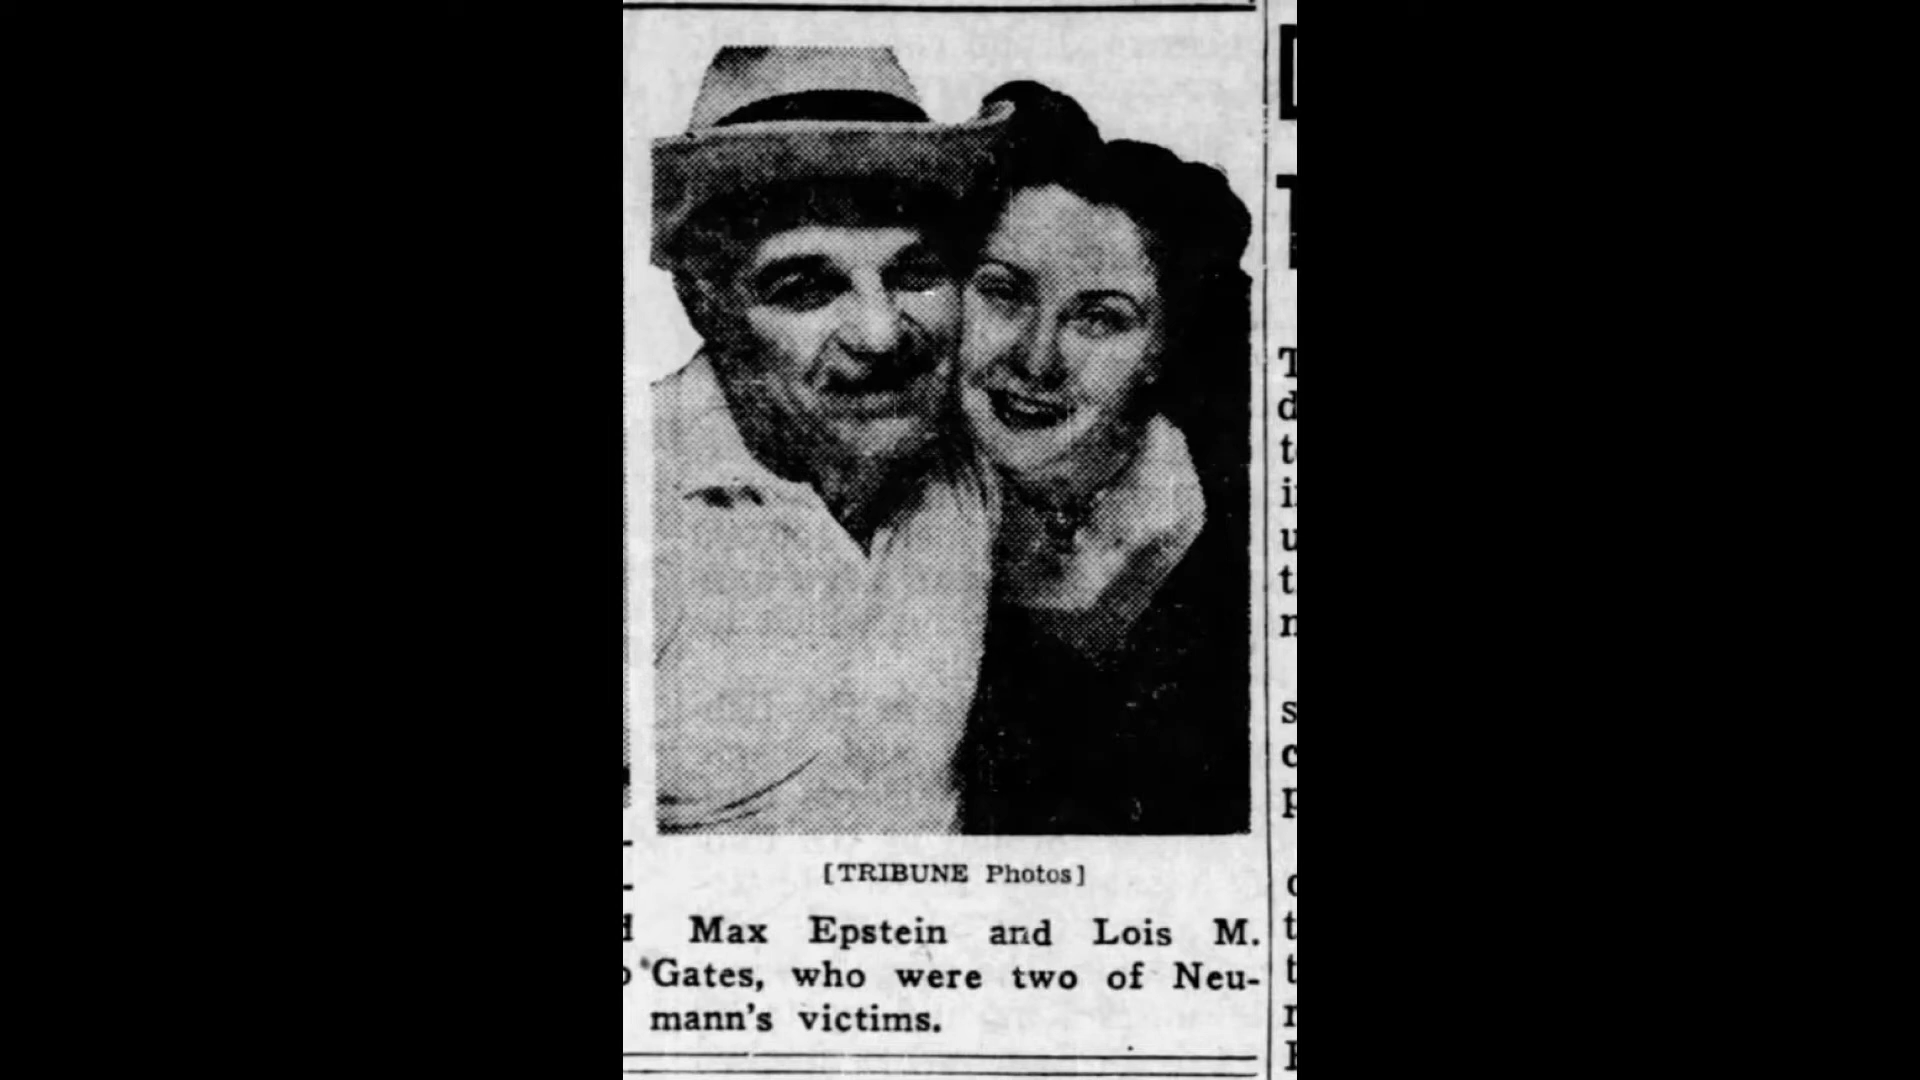 [TRIBUNE Photos]
Max Epstein and Lois M.
Gates, who were two of Neu-
mann's victims.